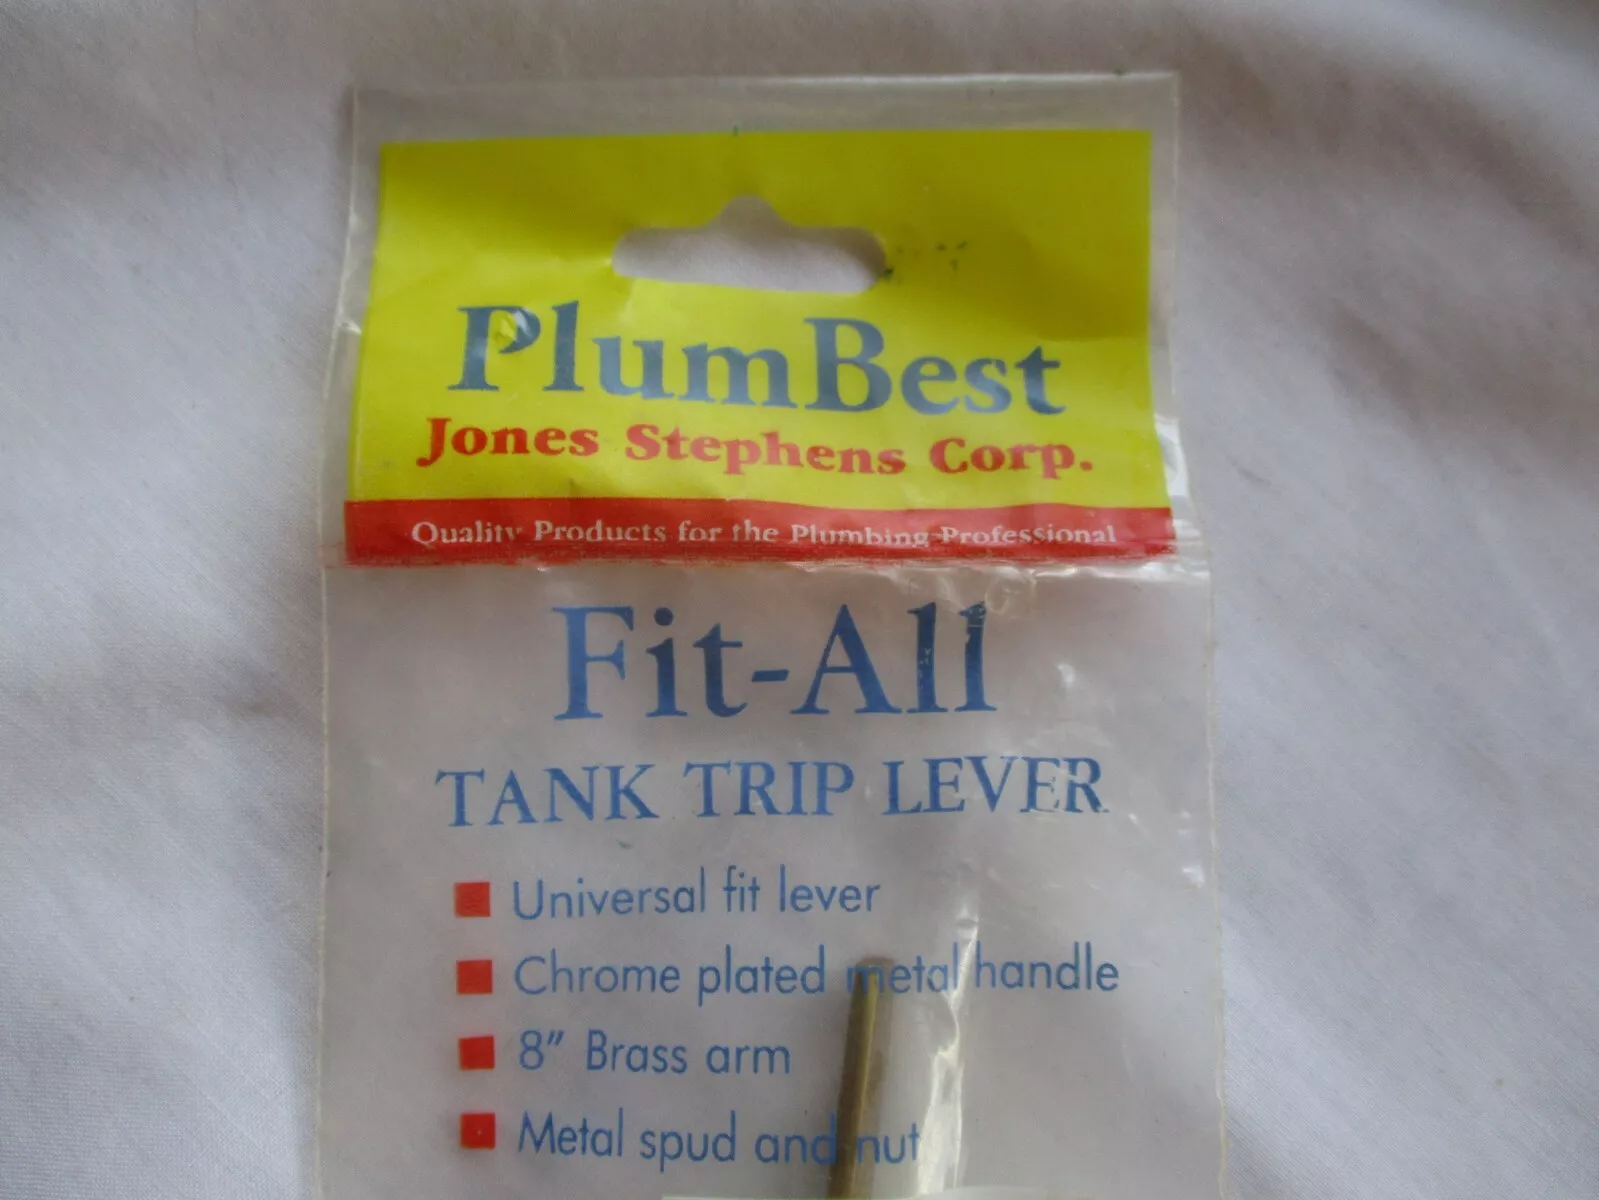 PlumBest
Jones Stephens Corp.
Quality Products for the Plumbing Professional
Fit-All
TANK TRIP LEVER
Universal fit lever
Chrome plated metal handle
8" Brass arm
Metal spud and nut